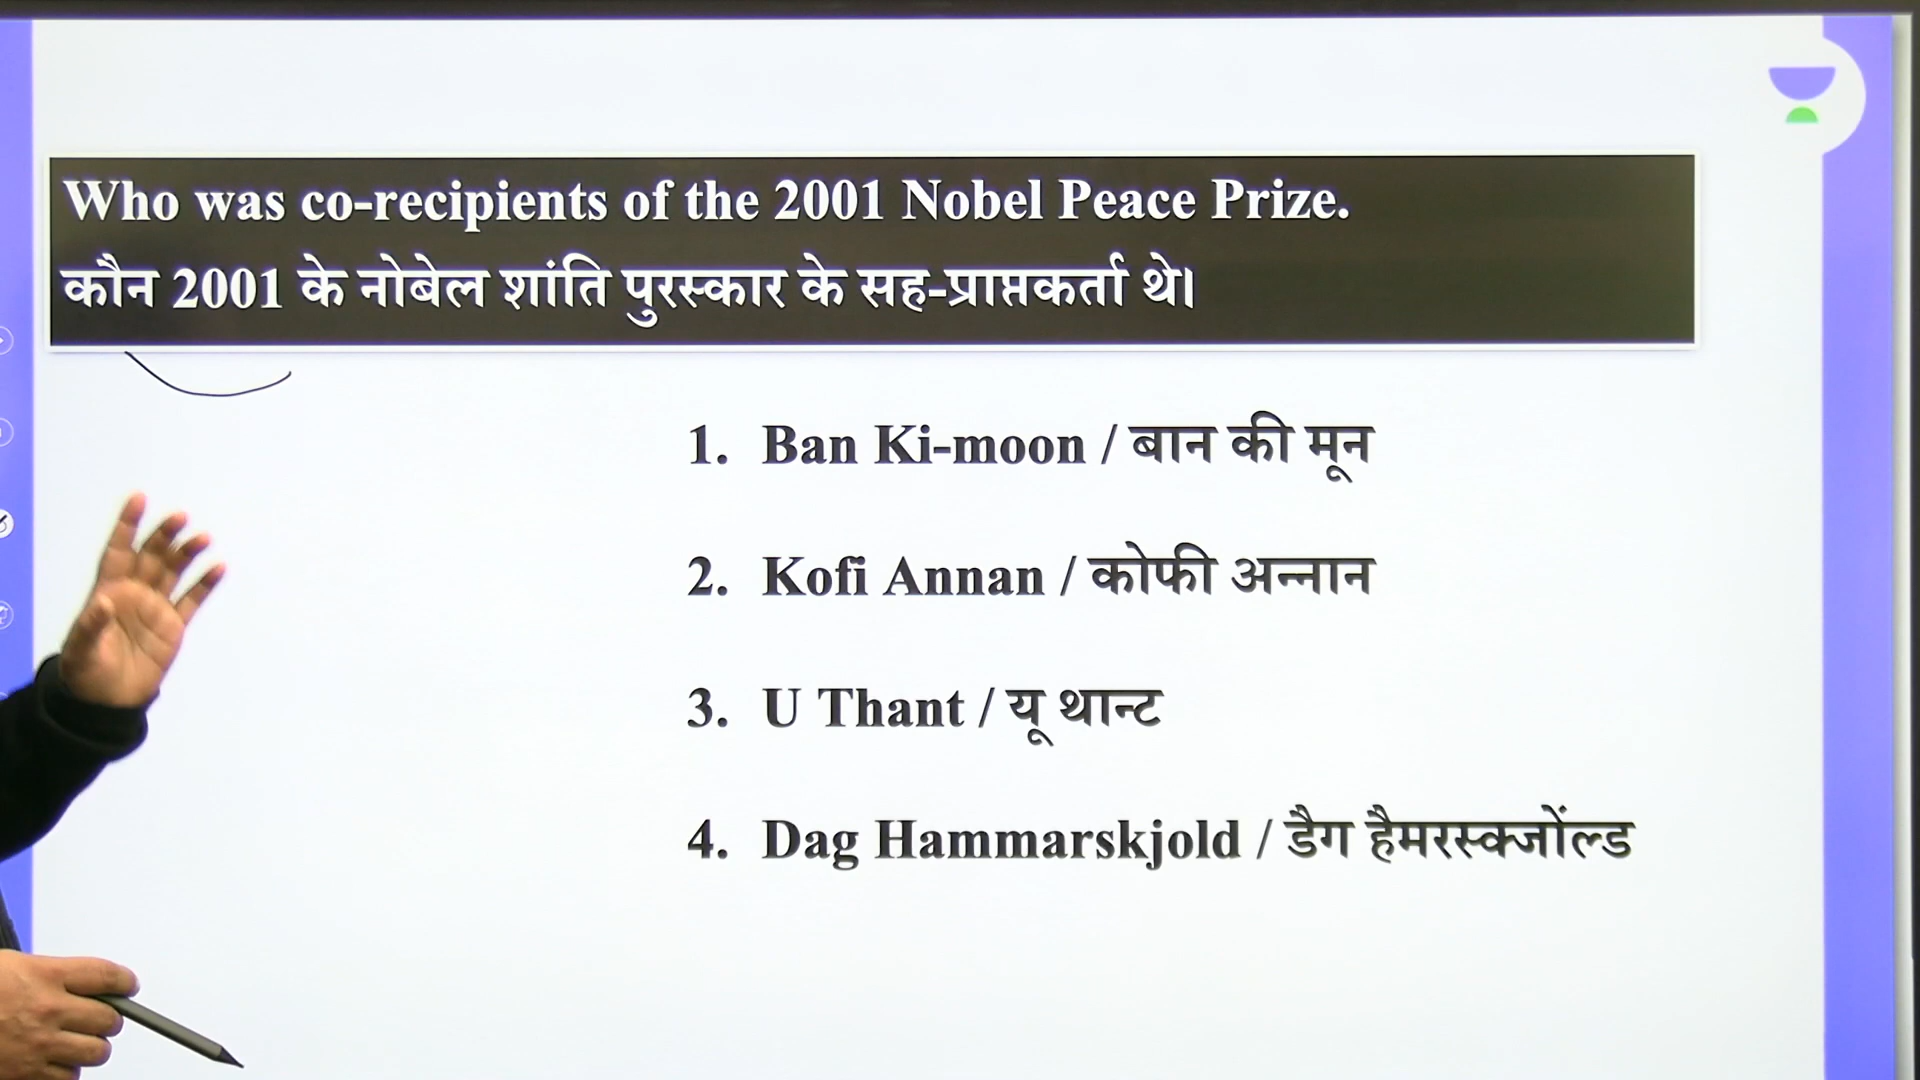 Who was co-recipients of the 2001 Nobel Peace Prize.
कौन 2001 के नोबेल शांति पुरस्कार के सह-प्राप्तकर्ता थे।
1. Ban Ki-moon / बान की मून
2. Kofi Annan / कोफी अन्नान
3. U Thant / यू थान्ट
4. Dag Hammarskjold / डैग हैमरस्क्जोंल्ड